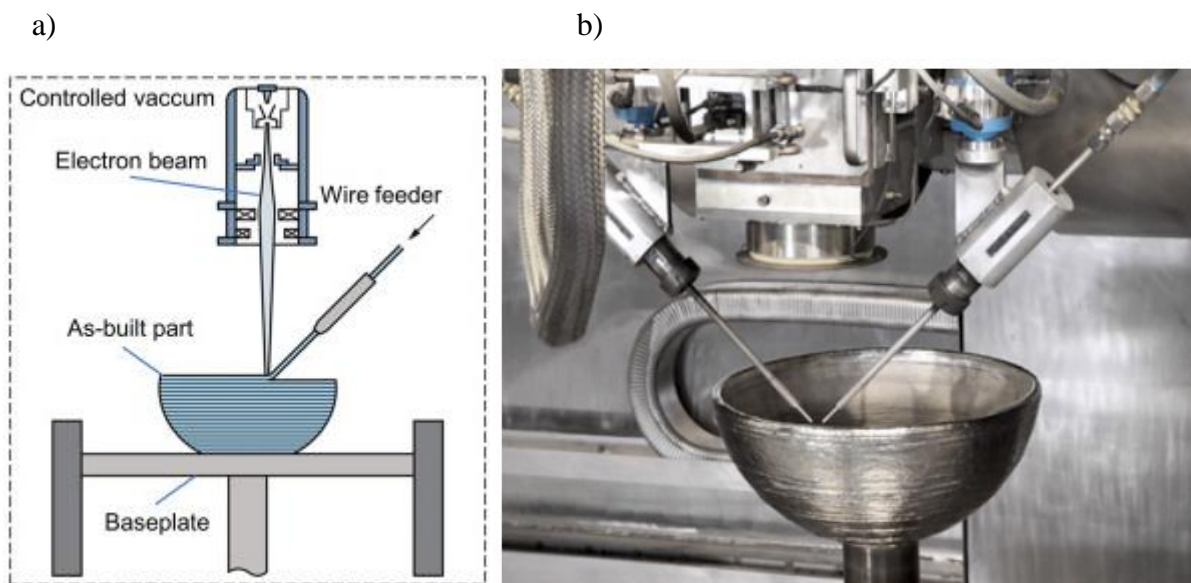 a)
b)
Controlled vaccum
Electron beam
Wire feeder
As-built part
Baseplate